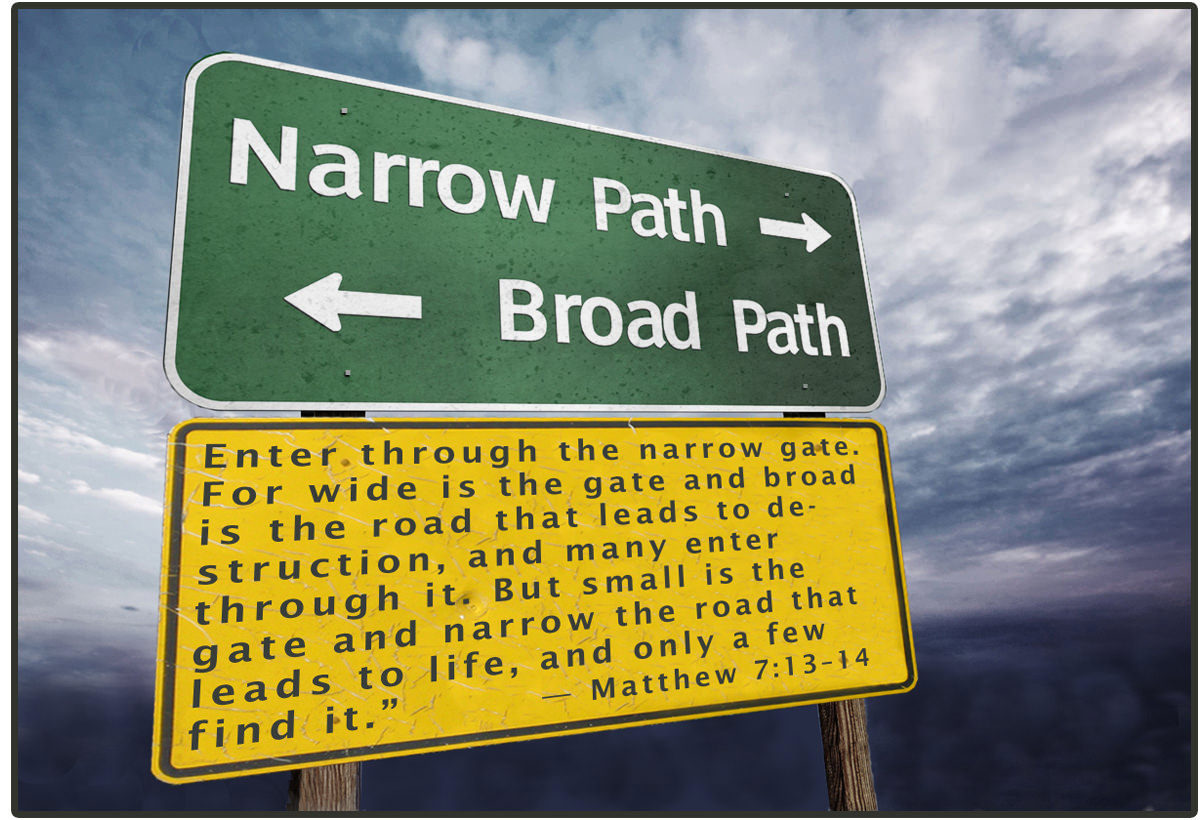 Narrow Path →
← Broad Path
Enter through the narrow gate.
For wide is the gate and broad
is the road that leads to de-
struction, and many enter
through it. But small is the
gate and narrow the road that
leads to life, and only a few
find it.”
— Matthew 7:13-14